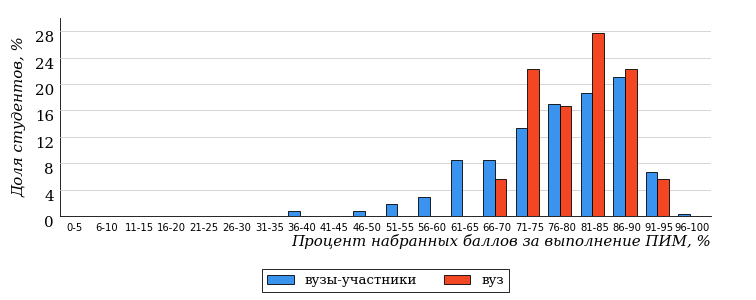 Доля студентов, %
28
24
20
16
12
8
4
0
0-5 6-10 11-15 16-20 21-25 26-30 31-35 36-40 41-45 46-50 51-55 56-60 61-65 66-70 71-75 76-80 81-85 86-90 91-95 96-100
Процент набранных баллов за выполнение ПИМ, %
вузы-участники вуз